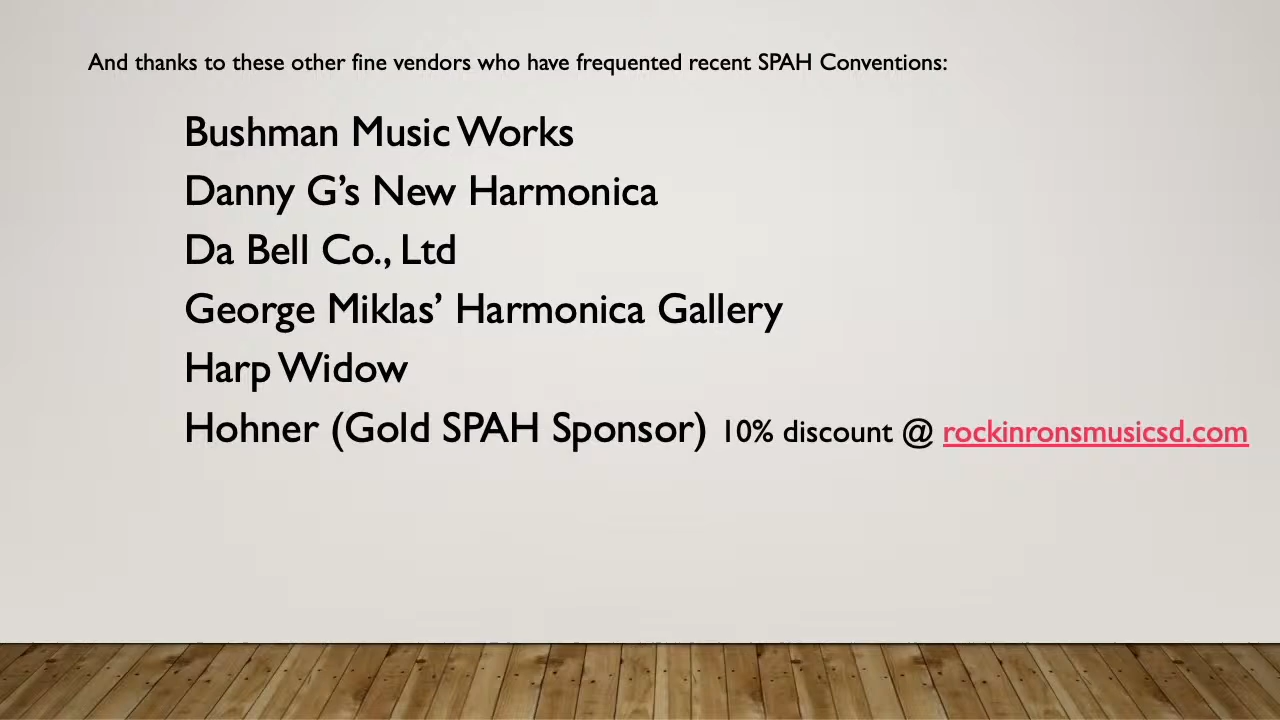 And thanks to these other fine vendors who have frequented recent SPAH Conventions:
Bushman Music Works
Danny G’s New Harmonica
Da Bell Co., Ltd
George Miklas’ Harmonica Gallery
Harp Widow
Hohner (Gold SPAH Sponsor) 10% discount @ rockinronsmusicsd.com